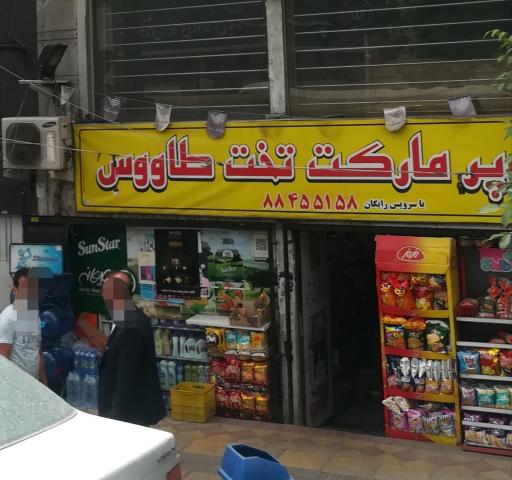 پر مارکت تخت طاووس
با سرویس رایگان ۸۸۴۵۵۱۵۸
SunStar